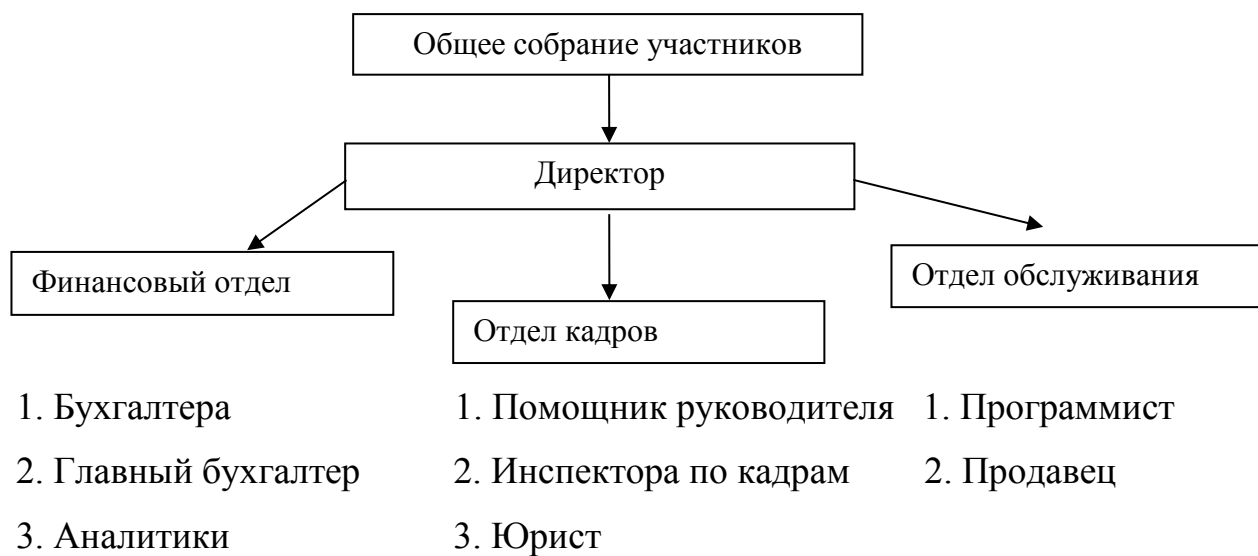 Общее собрание участников
Директор
Финансовый отдел
Отдел кадров
Отдел обслуживания
1. Бухгалтера
2. Главный бухгалтер
3. Аналитики
1. Помощник руководителя
2. Инспектора по кадрам
3. Юрист
1. Программист
2. Продавец